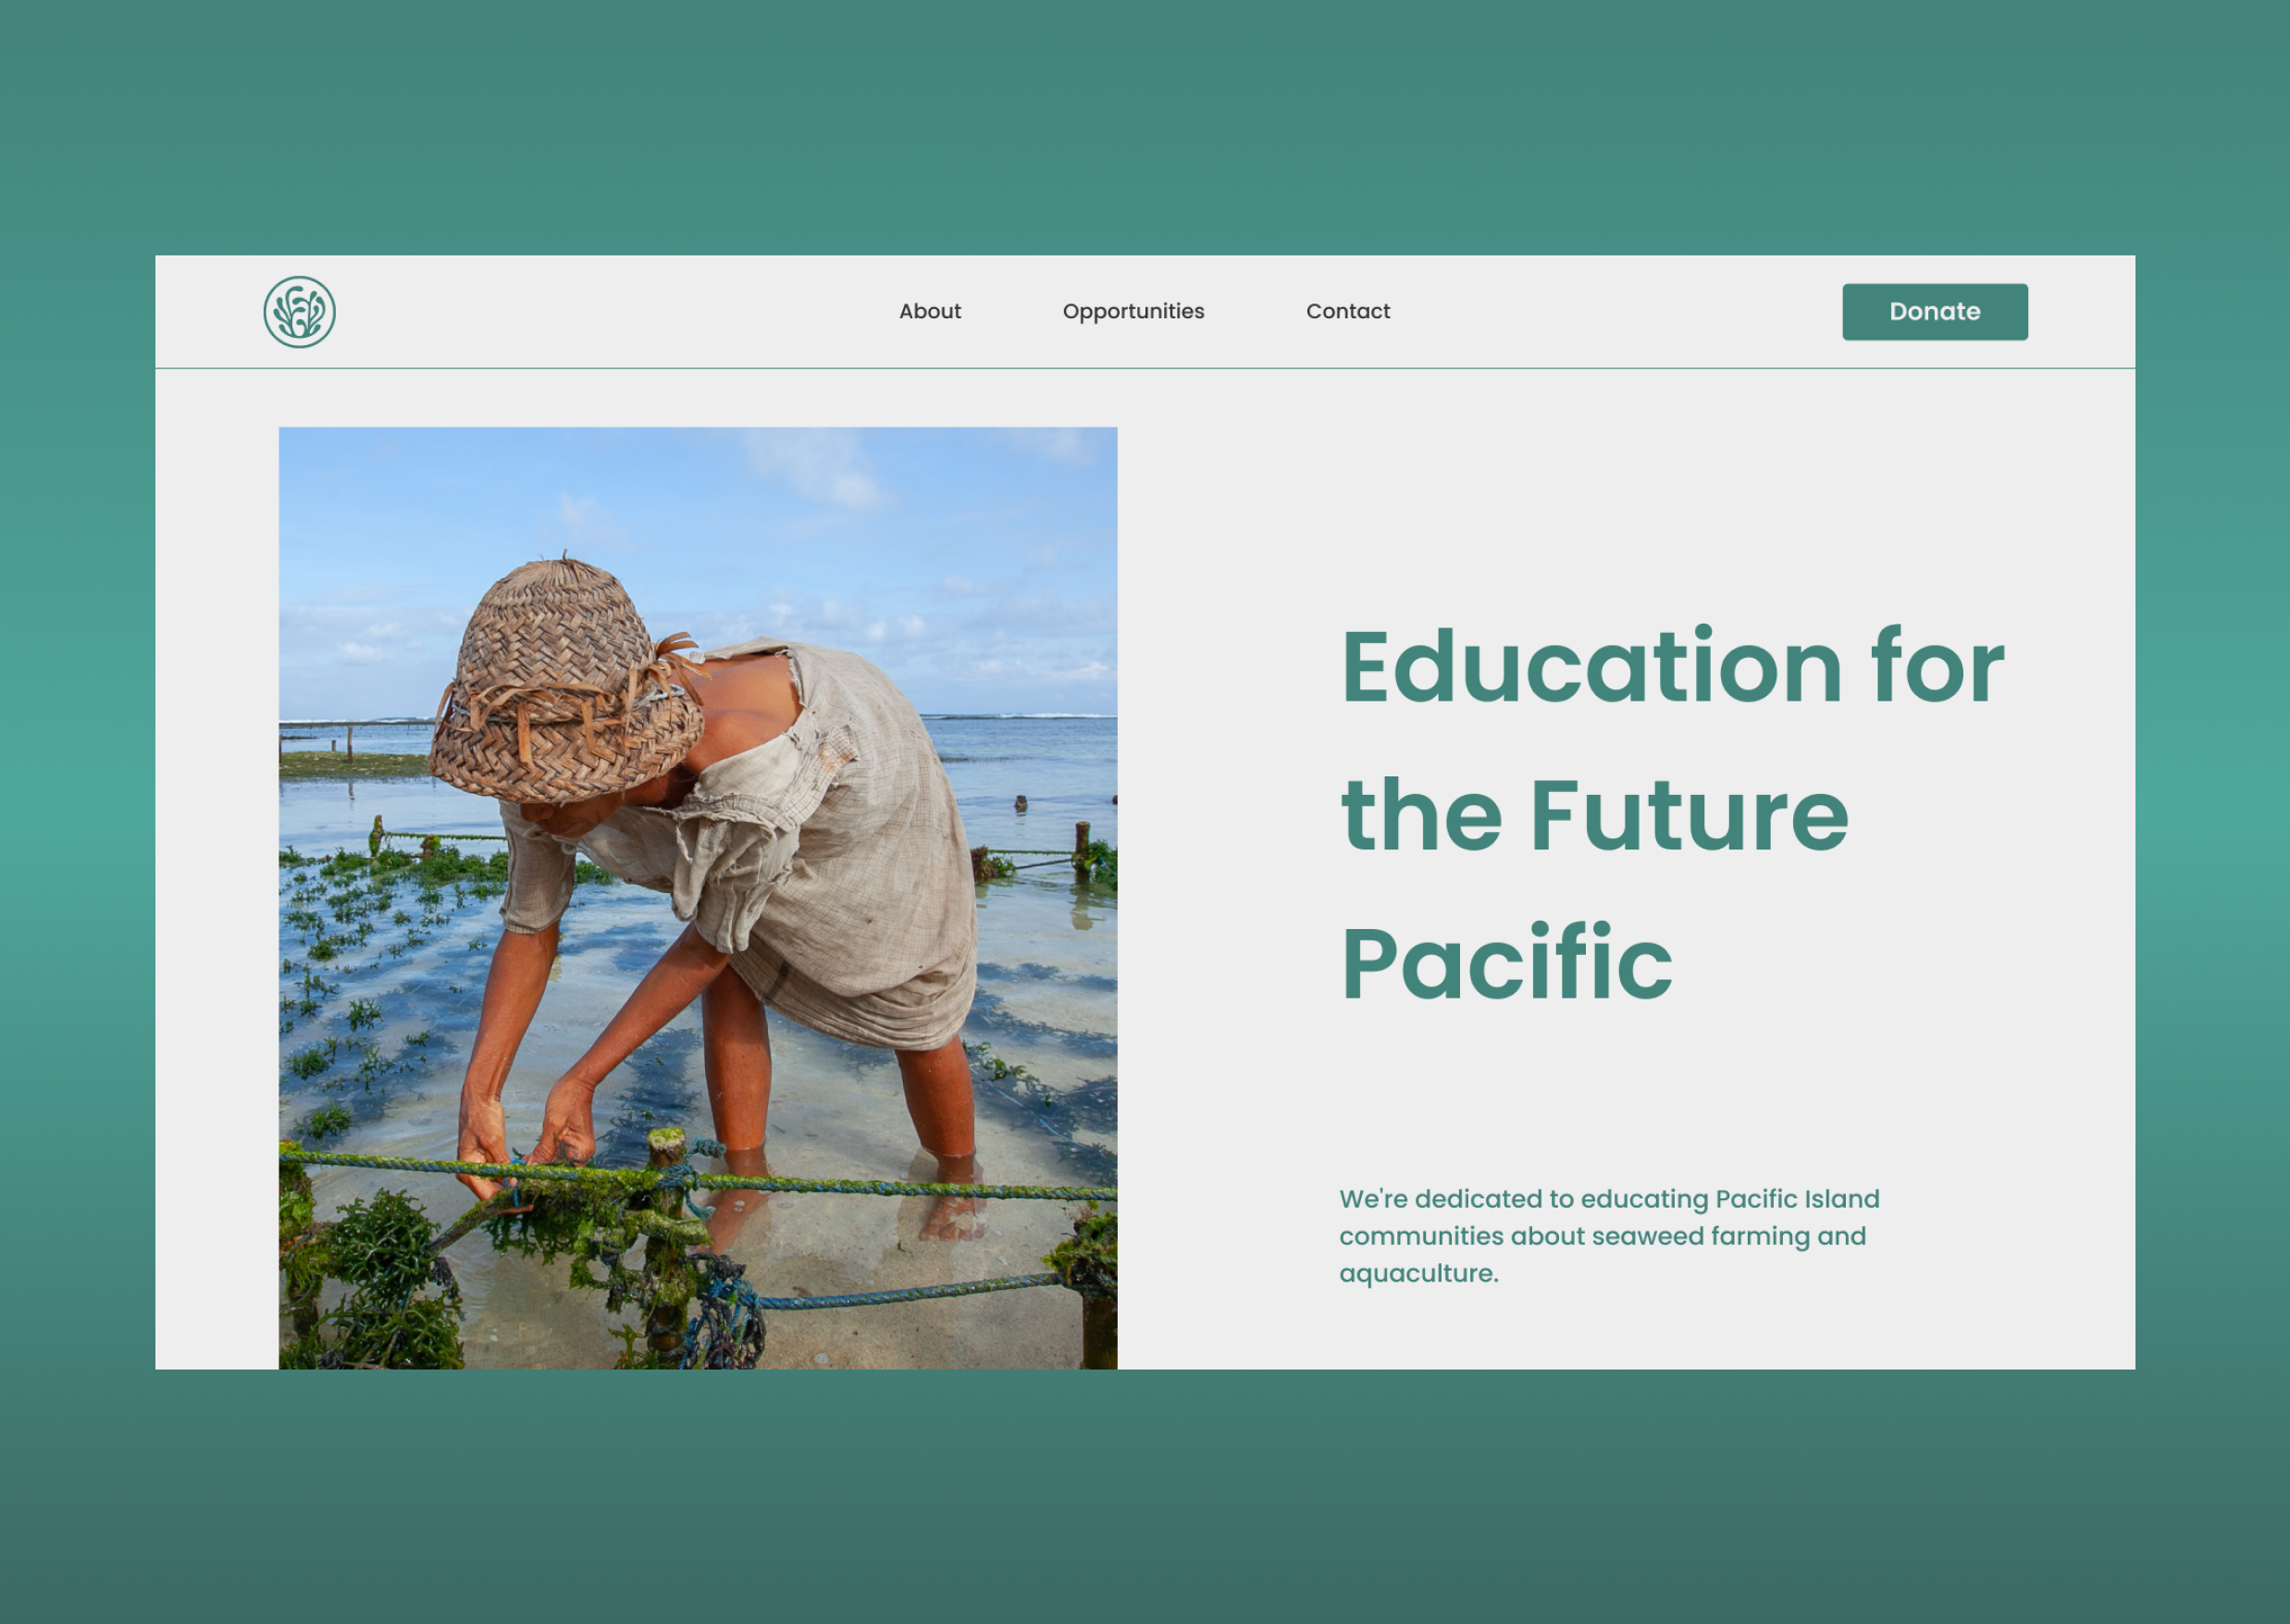 About
Opportunities
Contact
Donate
Education for
the Future
Pacific
We're dedicated to educating Pacific Island
communities about seaweed farming and
aquaculture.